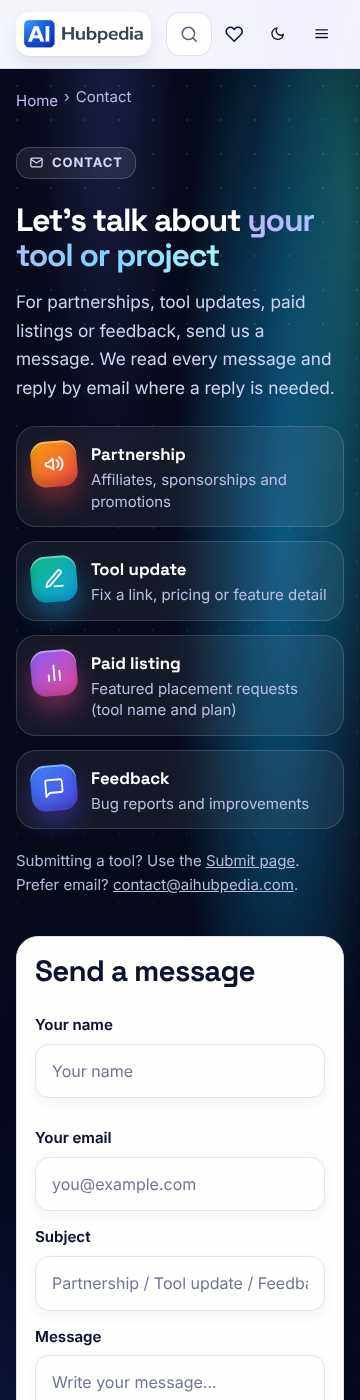 AI Hubpedia
Home › Contact
CONTACT
Let's talk about your
tool or project
For partnerships, tool updates, paid
listings or feedback, send us a
message. We read every message and
reply by email where a reply is needed.
Partnership
Affiliates, sponsorships and
promotions
Tool update
Fix a link, pricing or feature detail
Paid listing
Featured placement requests
(tool name and plan)
Feedback
Bug reports and improvements
Submitting a tool? Use the Submit page.
Prefer email? contact@aihubpedia.com.
Send a message
Your name
Your name
Your email
you@example.com
Subject
Partnership / Tool update / Feedba
Message
Write your message...